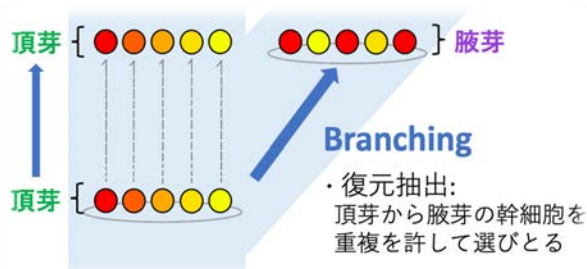 頂芽
腋芽
Branching
頂芽
・復元抽出:
頂芽から腋芽の幹細胞を
重複を許して選びとる